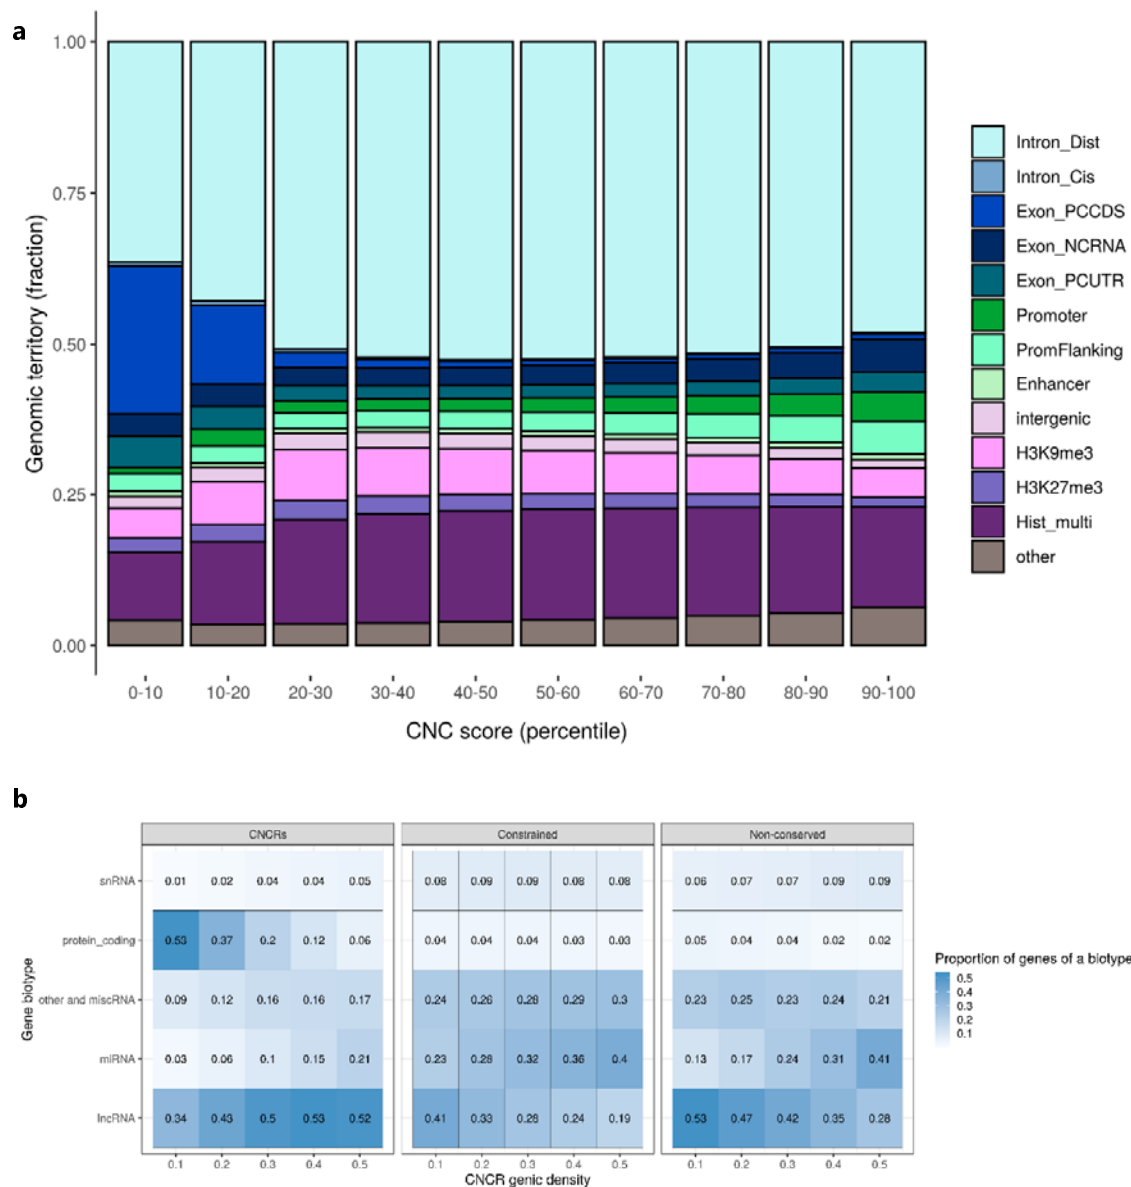 a
Genomic territory (fraction)
1.00
0.75
0.50
0.25
0.00
0-10 10-20 20-30 30-40 40-50 50-60 60-70 70-80 80-90 90-100
CNC score (percentile)
Intron_Dist
Intron_Cis
Exon_PCCDS
Exon_NCRNA
Exon_PCUTR
Promoter
PromFlanking
Enhancer
intergenic
H3K9me3
H3K27me3
Hist_multi
other
b
CNCRs Constrained Non-conserved
Gene biotype
snRNA 0.01 0.02 0.04 0.04 0.05 0.08 0.09 0.09 0.08 0.08 0.06 0.07 0.07 0.09 0.09
protein_coding 0.53 0.37 0.2 0.12 0.06 0.04 0.04 0.04 0.03 0.03 0.05 0.04 0.04 0.02 0.02
other and miscRNA 0.09 0.12 0.16 0.16 0.17 0.24 0.26 0.28 0.29 0.3 0.23 0.25 0.23 0.24 0.21
miRNA 0.03 0.06 0.1 0.15 0.21 0.23 0.28 0.32 0.36 0.4 0.13 0.17 0.24 0.31 0.41
lncRNA 0.34 0.43 0.5 0.53 0.52 0.41 0.33 0.28 0.24 0.19 0.53 0.47 0.42 0.35 0.28
0.1 0.2 0.3 0.4 0.5 0.1 0.2 0.3 0.4 0.5 0.1 0.2 0.3 0.4 0.5
CNCR genic density
Proportion of genes of a biotype
0.5
0.4
0.3
0.2
0.1